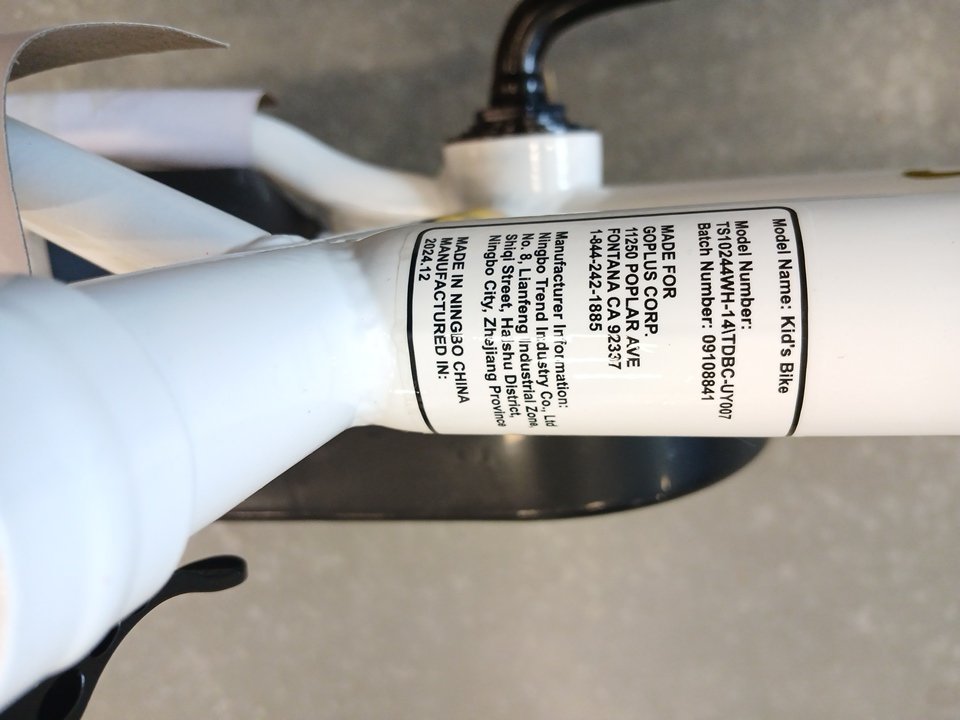 Model Name: Kid's Bike
Model Number:
TS10244WH-14\TDBC-UY007
Batch Number: 09108841
MADE FOR
GOPLUS CORP.
11250 POPLAR AVE
FONTANA CA 92337
1-844-242-1885
Manufacturer Information:
Ningbo Trend Industry Co., Ltd
No. 8, Lianfeng Industrial Zone,
Shiqi Street, Haishu District,
Ningbo City, Zhejiang Province
MADE IN NINGBO CHINA
MANUFACTURED IN:
2024.12